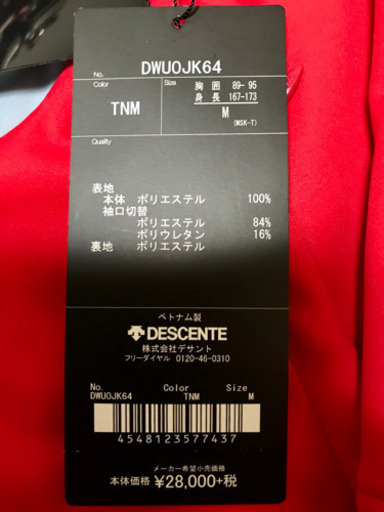 No. DWUOJK64
Color Size 胸囲 89-95
TNM 身長 167-173
M
(MSK-T)
Quality
表地
本体 ポリエステル 100%
袖口切替
ポリエステル 84%
ポリウレタン 16%
裏地 ポリエステル
ベトナム製
DESCENTE
株式会社デサント
フリーダイヤル 0120-46-0310
No. Color Size
DWUOJK64 TNM M
4548123577437
メーカー希望小売価格
本体価格 ¥28,000+税